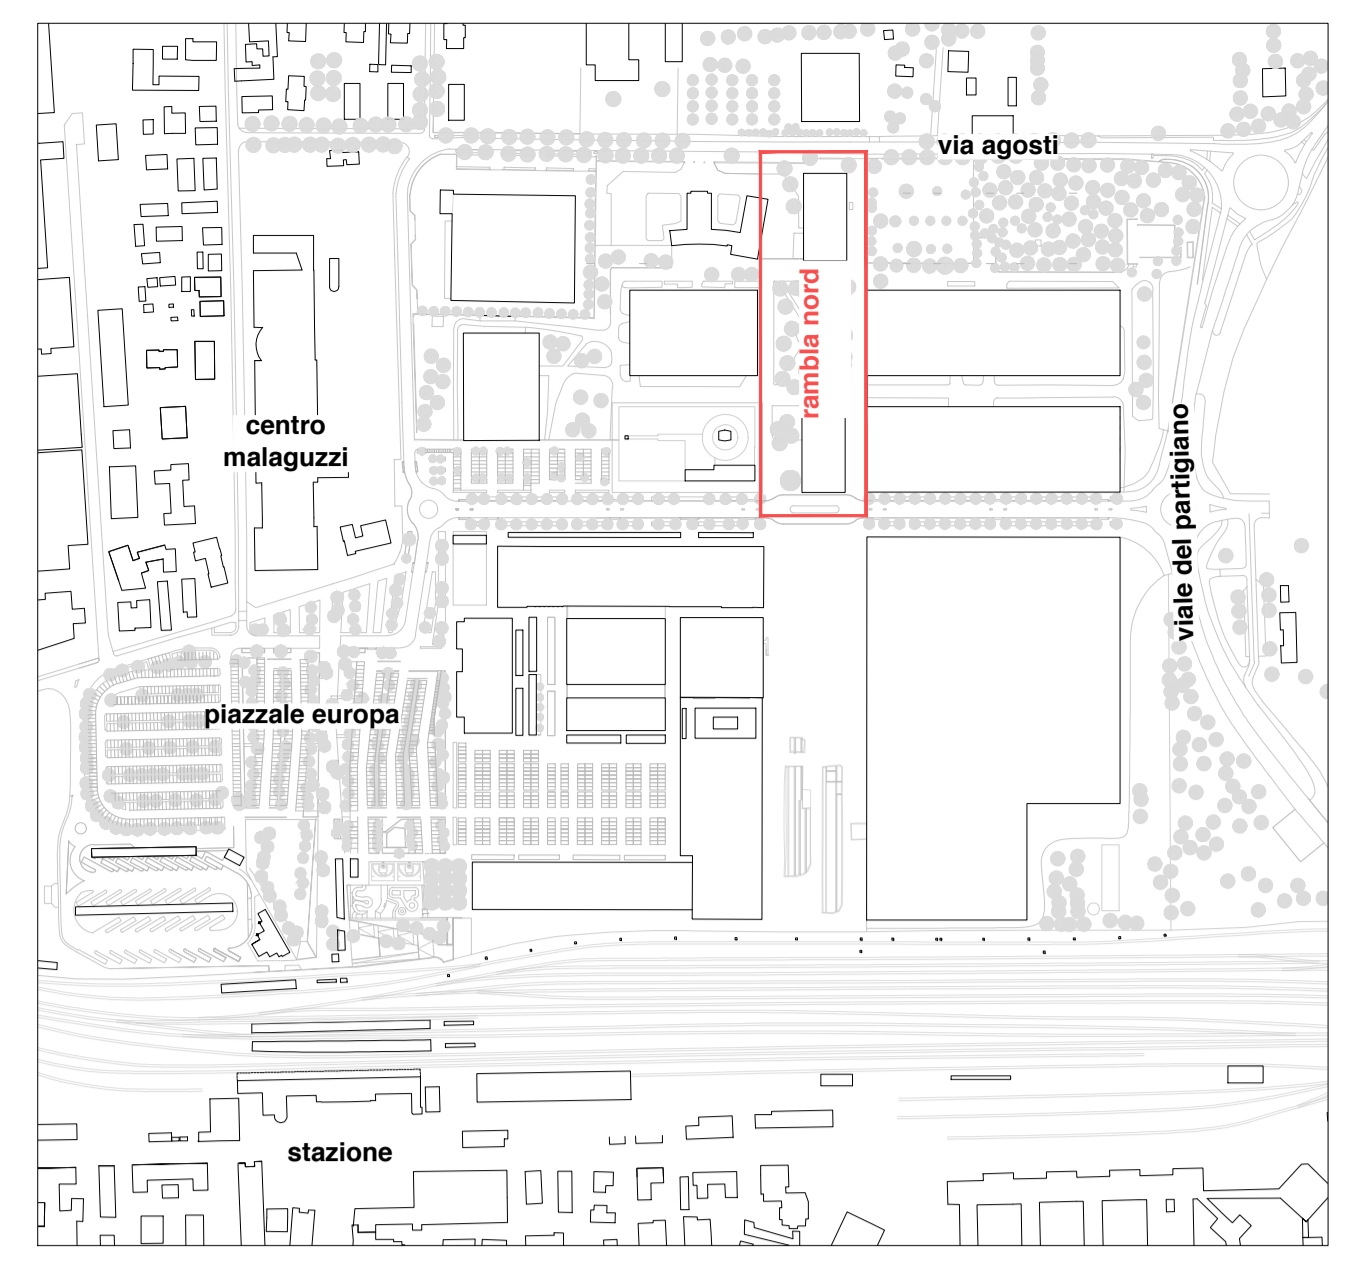 via agosti
rambla nord
centro
malaguzzi
viale del partigiano
piazzale europa
stazione